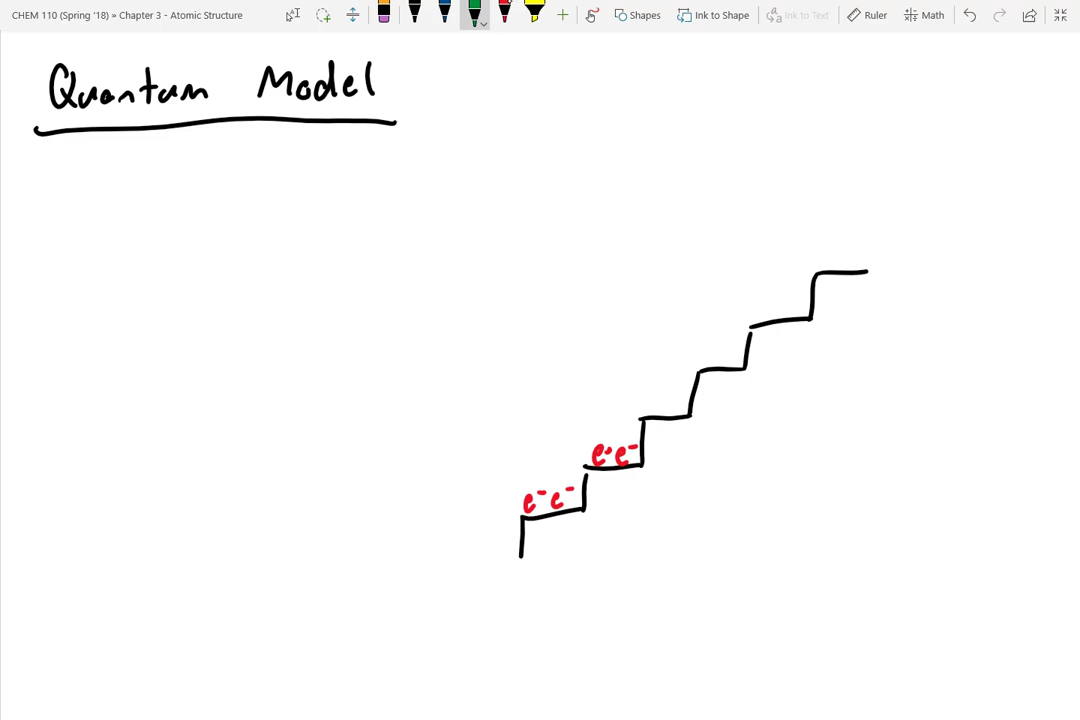 CHEM 110 (Spring '18) » Chapter 3 - Atomic Structure
Shapes Ink to Shape Ink to Text Ruler Math
Quantum Model
e⁻ e⁻
e⁻ e⁻